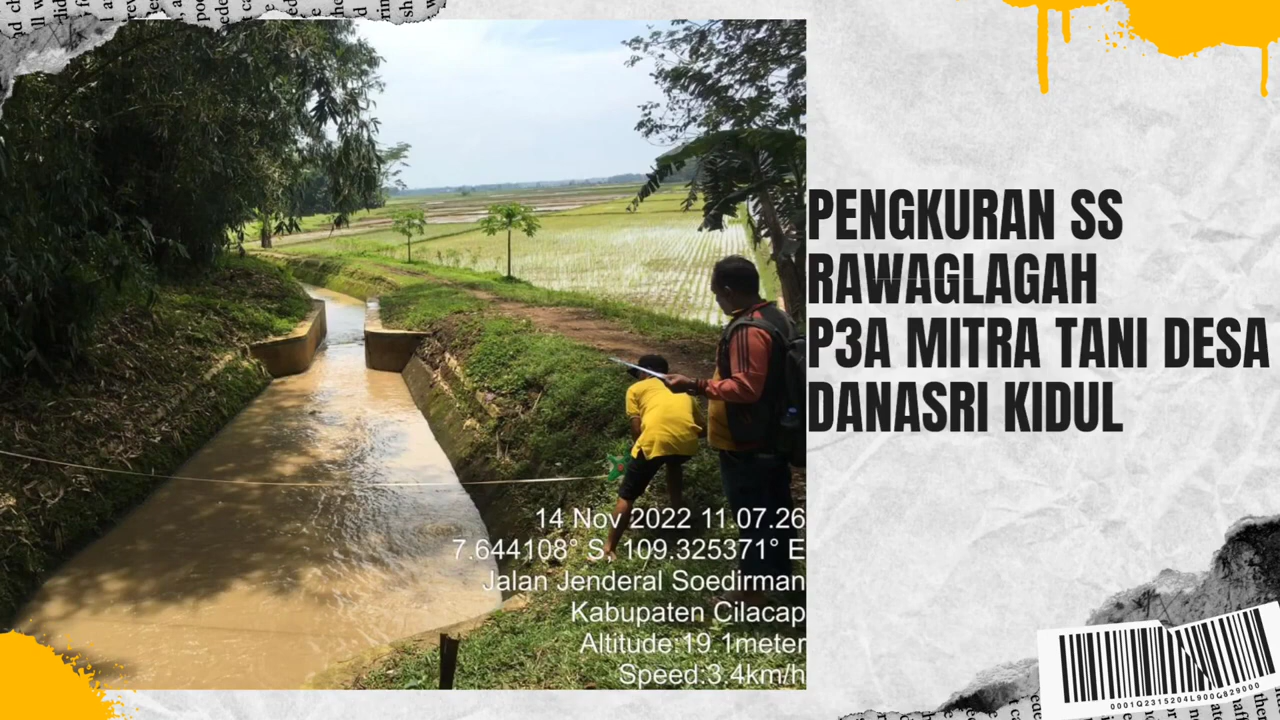 PENGKURAN SS
RAWAGLAGAH
P3A MITRA TANI DESA
DANASRI KIDUL
14 Nov 2022 11.07.26
7.644108° S, 109.325371° E
Jalan Jenderal Soedirman
Kabupaten Cilacap
Altitude:19.1meter
Speed:3.4km/h